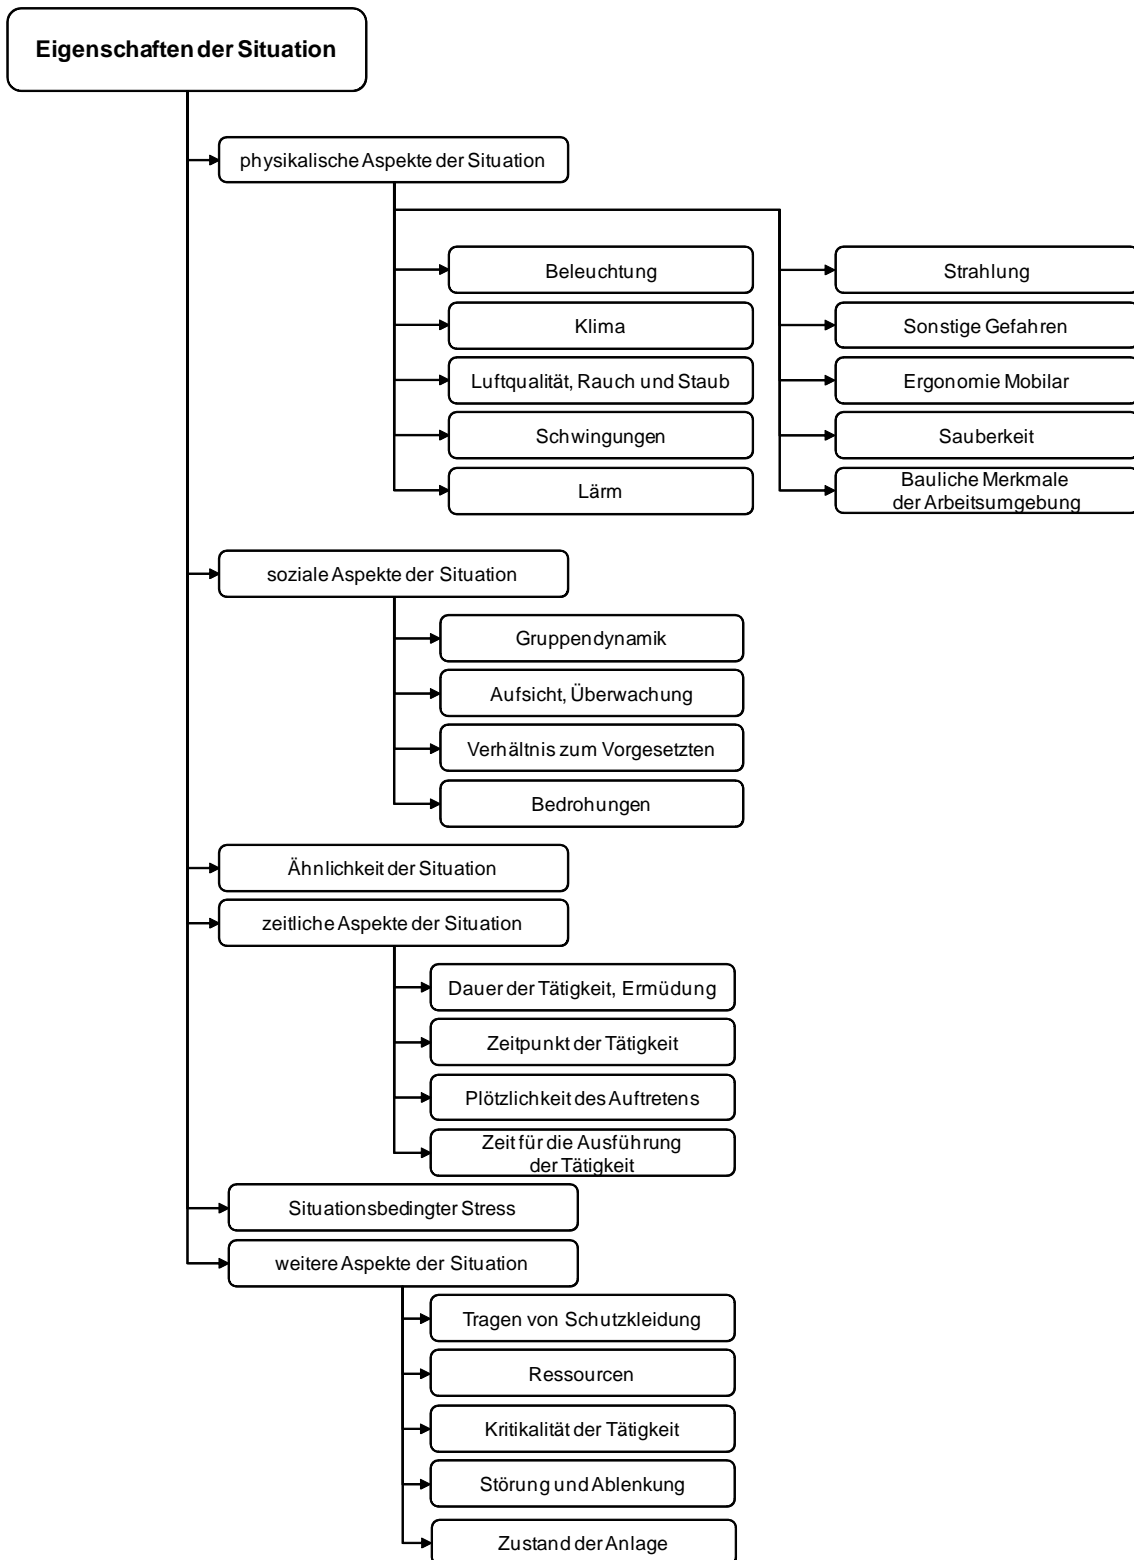 Eigenschaften der Situation
physikalische Aspekte der Situation
Beleuchtung
Klima
Luftqualität, Rauch und Staub
Schwingungen
Lärm
Strahlung
Sonstige Gefahren
Ergonomie Mobilar
Sauberkeit
Bauliche Merkmale
der Arbeitsumgebung
soziale Aspekte der Situation
Gruppendynamik
Aufsicht, Überwachung
Verhältnis zum Vorgesetzten
Bedrohungen
Ähnlichkeit der Situation
zeitliche Aspekte der Situation
Dauer der Tätigkeit, Ermüdung
Zeitpunkt der Tätigkeit
Plötzlichkeit des Auftretens
Zeit für die Ausführung
der Tätigkeit
Situationsbedingter Stress
weitere Aspekte der Situation
Tragen von Schutzkleidung
Ressourcen
Kritikalität der Tätigkeit
Störung und Ablenkung
Zustand der Anlage